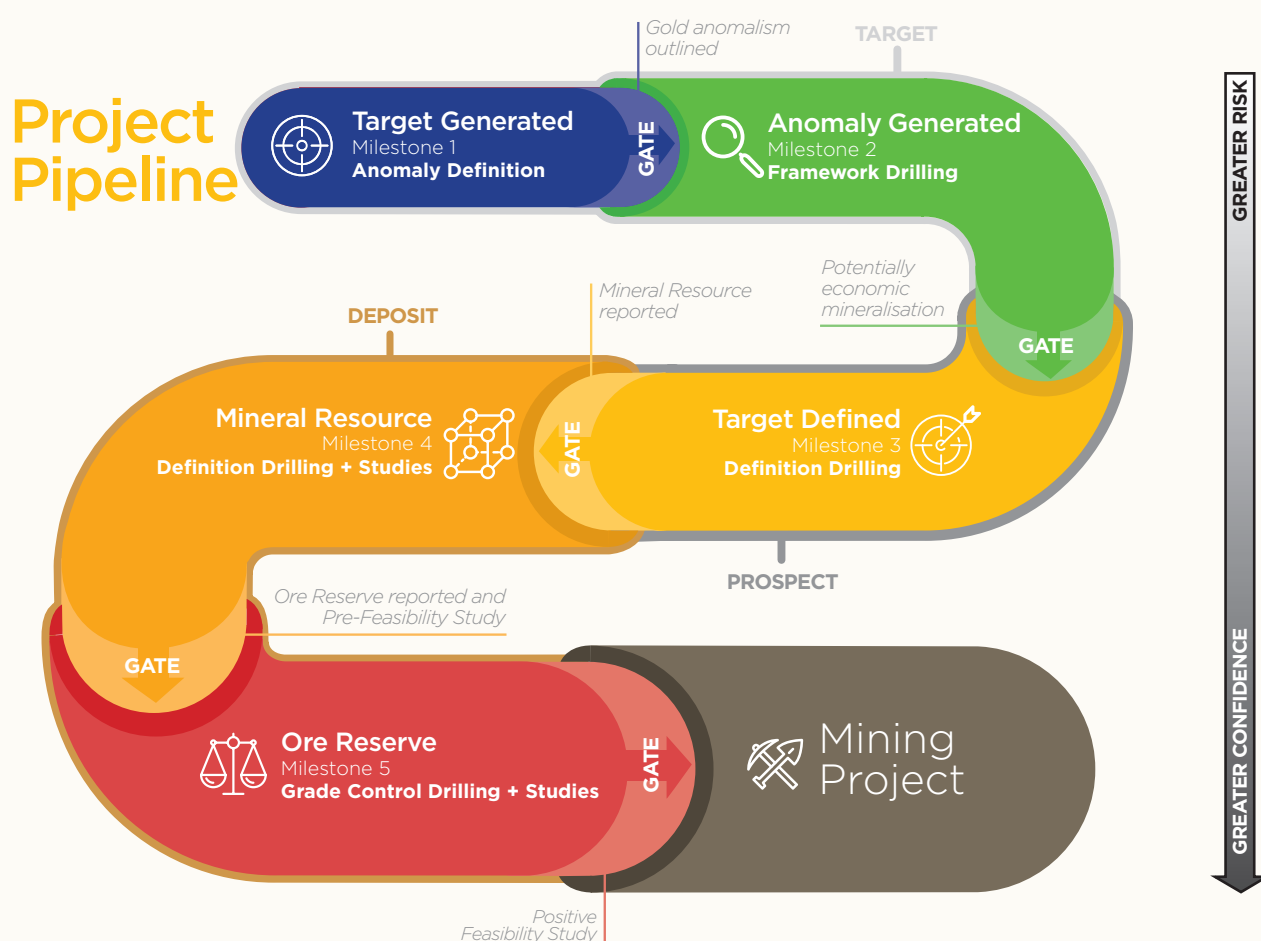 Project
Pipeline
Target Generated
Milestone 1
Anomaly Definition
GATE
Gold anomalism
outlined
TARGET
Anomaly Generated
Milestone 2
Framework Drilling
GATE
Potentially
economic
mineralisation
Target Defined
Milestone 3
Definition Drilling
PROSPECT
GATE
Mineral Resource
reported
DEPOSIT
Mineral Resource
Milestone 4
Definition Drilling + Studies
GATE
Ore Reserve reported and
Pre-Feasibility Study
Ore Reserve
Milestone 5
Grade Control Drilling + Studies
GATE
Positive
Feasibility Study
Mining
Project
GREATER RISK
GREATER CONFIDENCE